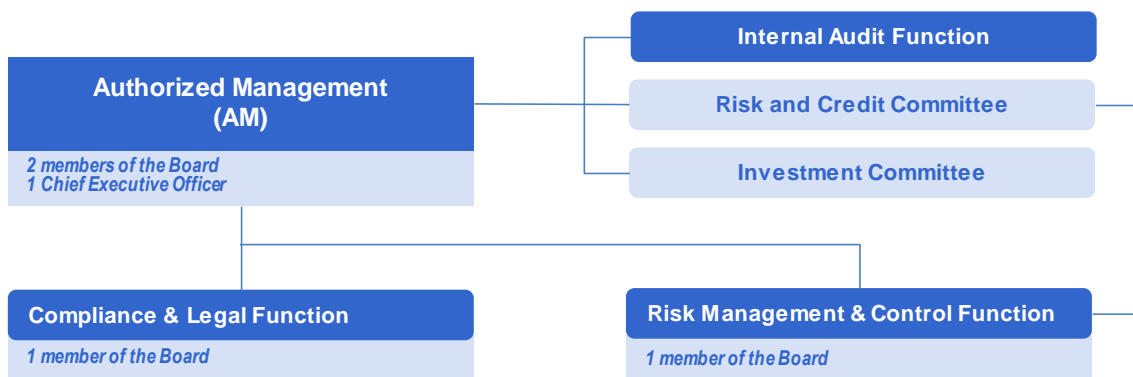 Internal Audit Function
Authorized Management
(AM)
Risk and Credit Committee
2 members of the Board
1 Chief Executive Officer
Investment Committee
Compliance & Legal Function
1 member of the Board
Risk Management & Control Function
1 member of the Board